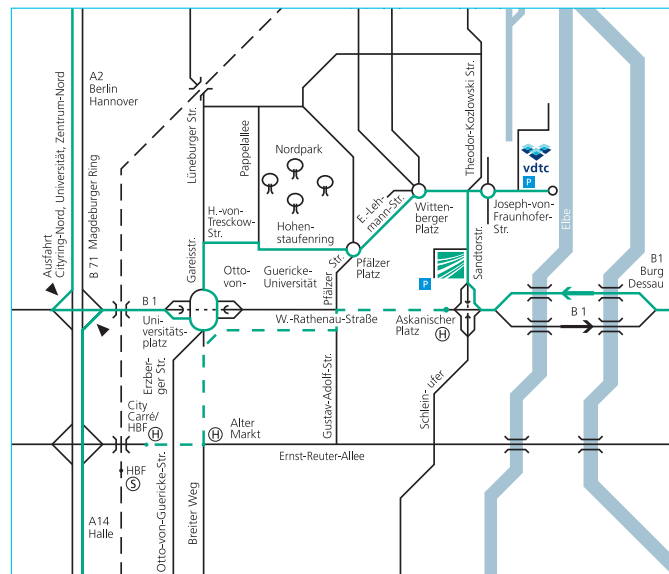 A2
Berlin
Hannover
Ausfahrt
Cityring-Nord, Universität, Zentrum-Nord
B 71 Magdeburger Ring
Lüneburger Str.
Pappelallee
Nordpark
Hohen-
staufenring
H.-von-
Tresckow-
Str.
Gareisstr.
Otto-
von-
Guericke-
Universität
E.-Leh-
mann-Str.
Pfälzer
Platz
Pfälzer Str.
Theodor-Kozlowski Str.
Witten-
berger
Platz
vdtc
P
Joseph-von-
Fraunhofer-
Str.
Elbe
Sandtorstr.
P
B1
Burg
Dessau
B 1
B 1
Uni-
versitäts-
platz
W.-Rathenau-Straße
Askanischer
Platz
H
Erzber-
ger Str.
City
Carré/
HBF
H
H
Alter
Markt
Gustav-Adolf-Str.
Schlein-ufer
Ernst-Reuter-Allee
HBF
S
A14
Halle
Otto-von-Guericke-Str.
Breiter Weg